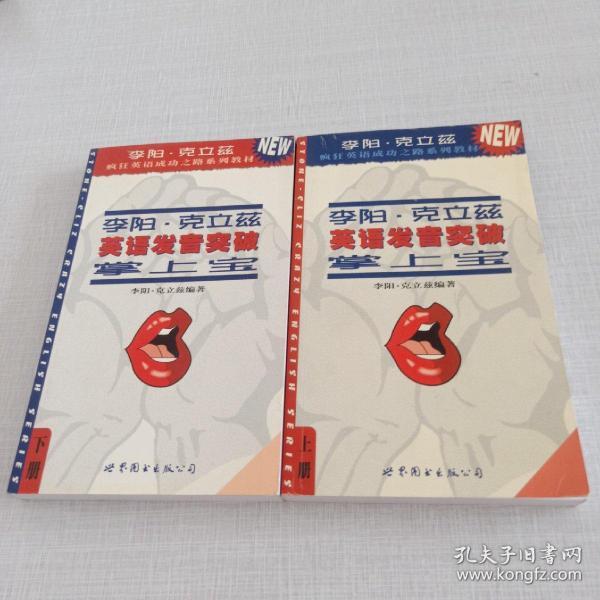 李阳·克立兹
疯狂英语成功之路系列教材
NEW
李阳·克立兹
英语发音突破
掌上宝
李阳·克立兹编著
世界图书出版公司
下册
STONE·CLIZ CRAZY ENGLISH SERIES
李阳·克立兹
疯狂英语成功之路系列教材
NEW
李阳·克立兹
英语发音突破
掌上宝
李阳·克立兹编著
世界图书出版公司
上册
STONE·CLIZ CRAZY ENGLISH SERIES
孔夫子旧书网
www.kongfz.com